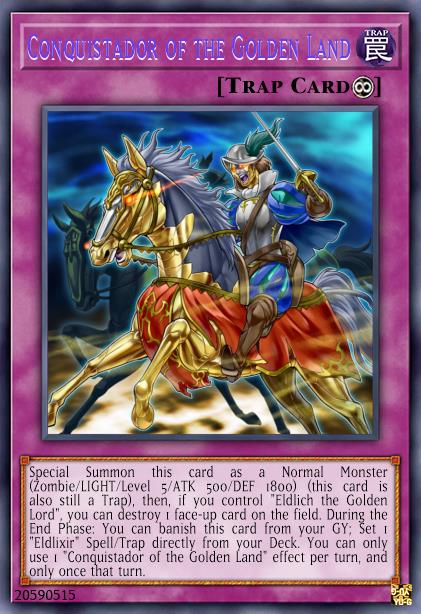 Conquistador of the Golden Land
TRAP
罠
[Trap Card]
Special Summon this card as a Normal Monster
(Zombie/LIGHT/Level 5/ATK 500/DEF 1800) (this card is
also still a Trap), then, if you control "Eldlich the Golden
Lord", you can destroy 1 face-up card on the field. During the
End Phase: You can banish this card from your GY; Set 1
"Eldlixir" Spell/Trap directly from your Deck. You can only
use 1 "Conquistador of the Golden Land" effect per turn, and
only once that turn.
20590515